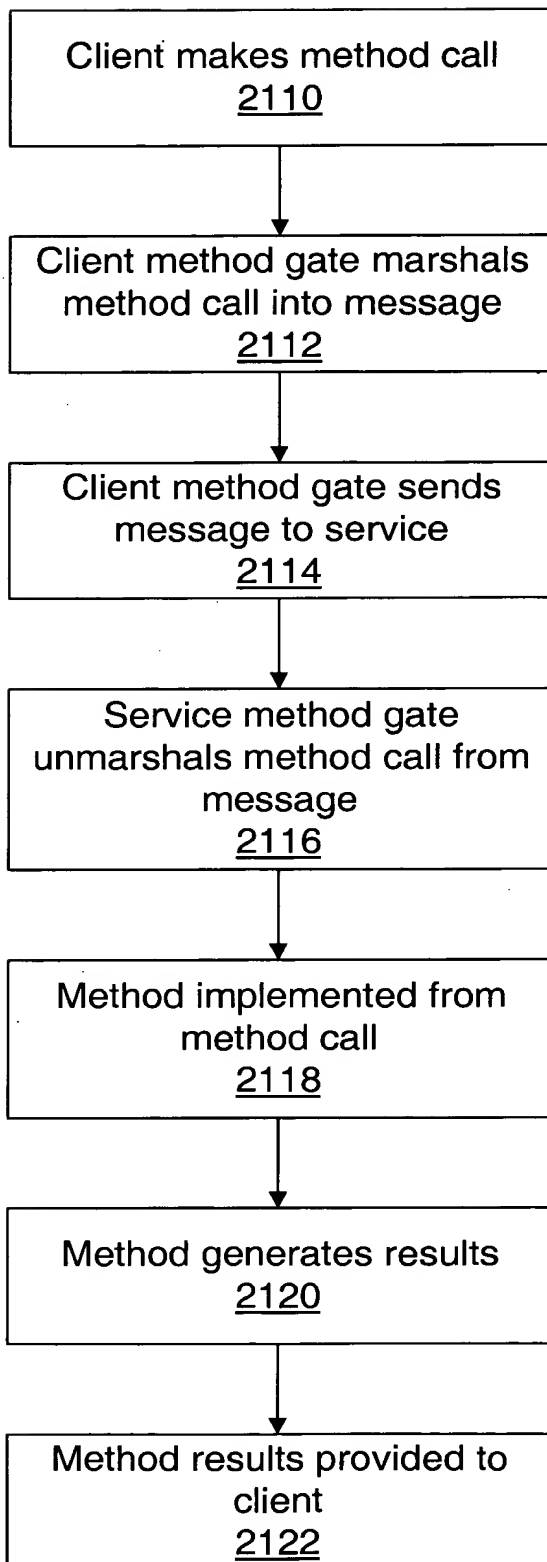 Client makes method call
2110
Client method gate marshals
method call into message
2112
Client method gate sends
message to service
2114
Service method gate
unmarshals method call from
message
2116
Method implemented from
method call
2118
Method generates results
2120
Method results provided to
client
2122